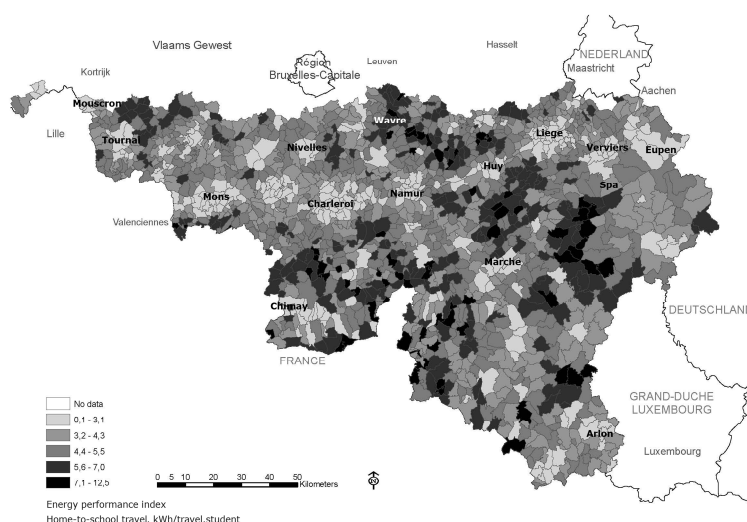 Vlaams Gewest
Hasselt
NEDERLAND
Kortrijk
Région
Bruxelles-Capitale
Leuven
Maastricht
Aachen
Mouscron
Lille
Tournai
Wavre
Nivelles
Liege
Verviers
Eupen
Huy
Spa
Mons
Charleroi
Namur
Valenciennes
Marche
Chimay
DEUTSCHLAND
FRANCE
GRAND-DUCHE
LUXEMBOURG
Arlon
Luxembourg
No data
0,1 - 3,1
3,2 - 4,3
4,4 - 5,5
5,6 - 7,0
7,1 - 12,5
0 5 10 20 30 40 50
Kilometers
N
Energy performance index
Home-to-school travel, kWh/travel.student